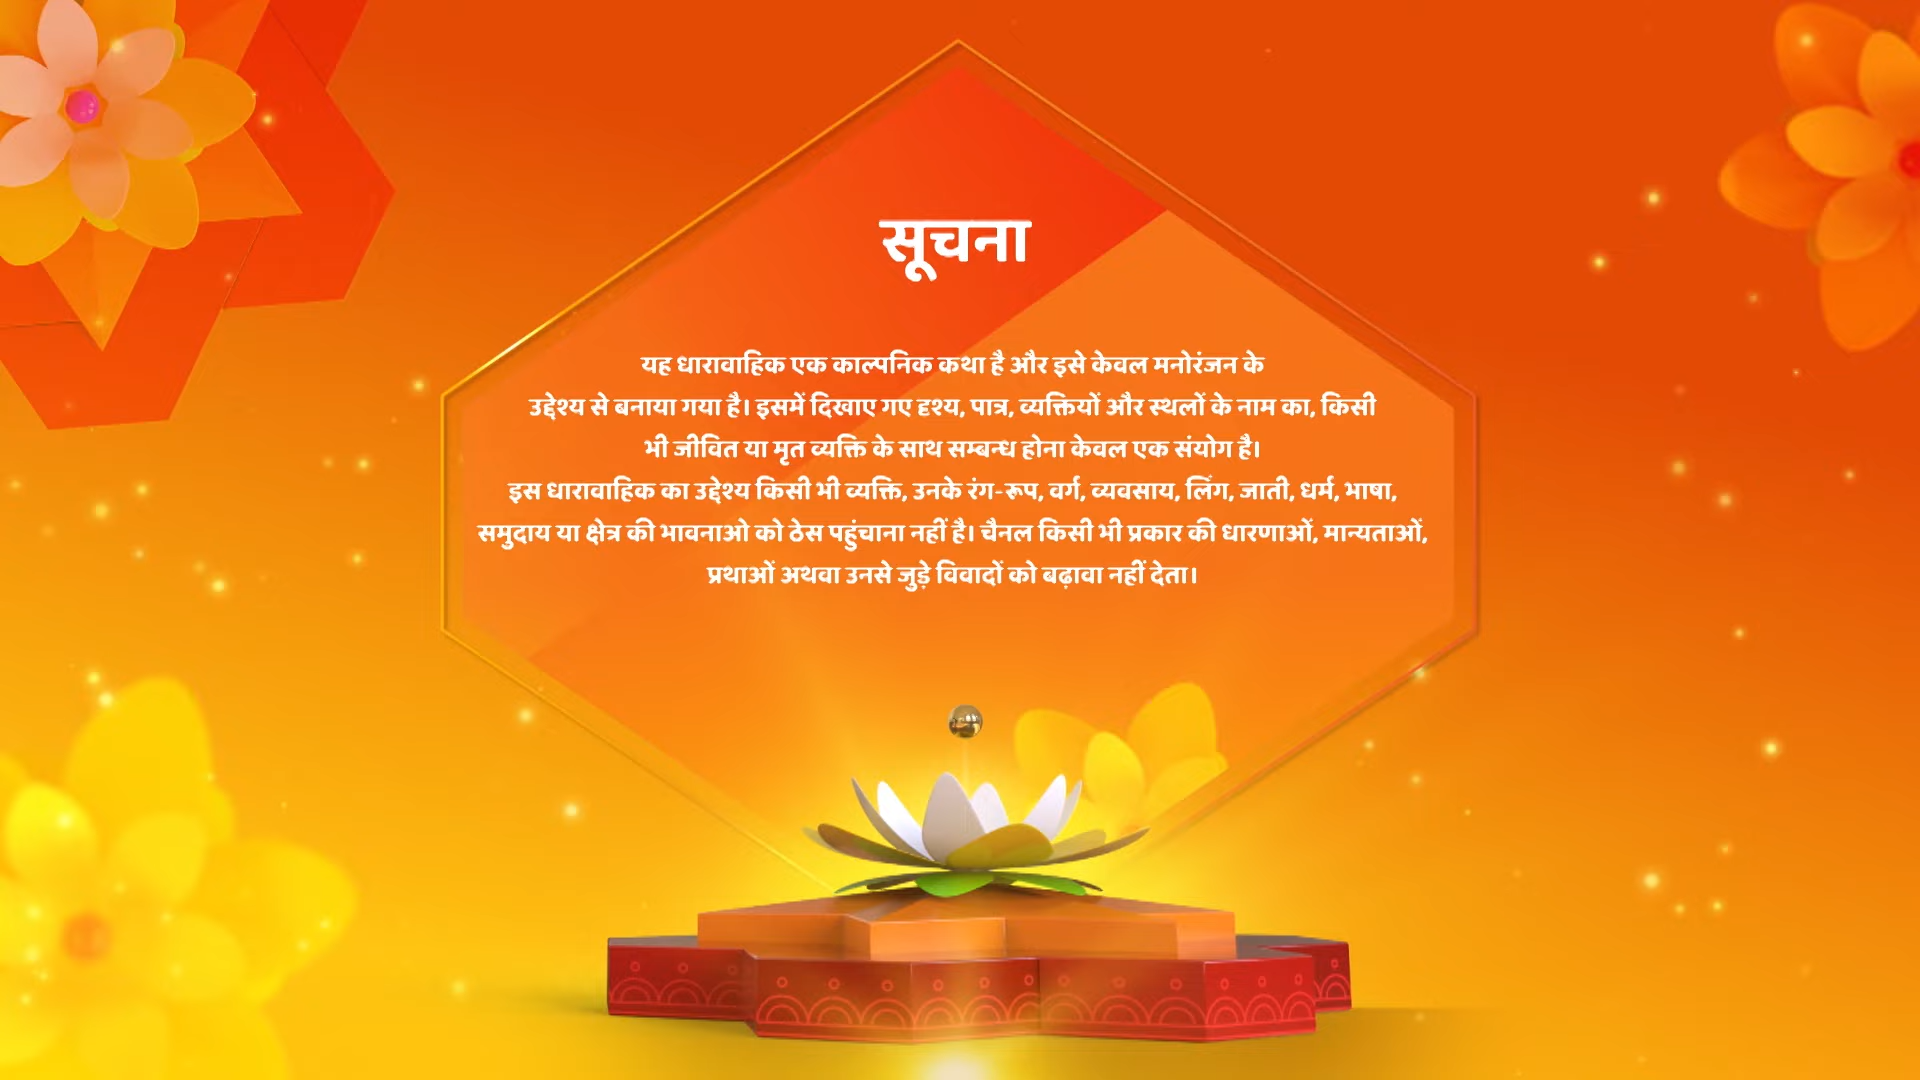 सूचना
यह धारावाहिक एक काल्पनिक कथा है और इसे केवल मनोरंजन के
उद्देश्य से बनाया गया है। इसमें दिखाए गए दृश्य, पात्र, व्यक्तियों और स्थलों के नाम का, किसी
भी जीवित या मृत व्यक्ति के साथ सम्बन्ध होना केवल एक संयोग है।
इस धारावाहिक का उद्देश्य किसी भी व्यक्ति, उनके रंग-रूप, वर्ग, व्यवसाय, लिंग, जाती, धर्म, भाषा,
समुदाय या क्षेत्र की भावनाओ को ठेस पहुंचाना नहीं है। चैनल किसी भी प्रकार की धारणाओं, मान्यताओं,
प्रथाओं अथवा उनसे जुड़े विवादों को बढ़ावा नहीं देता।